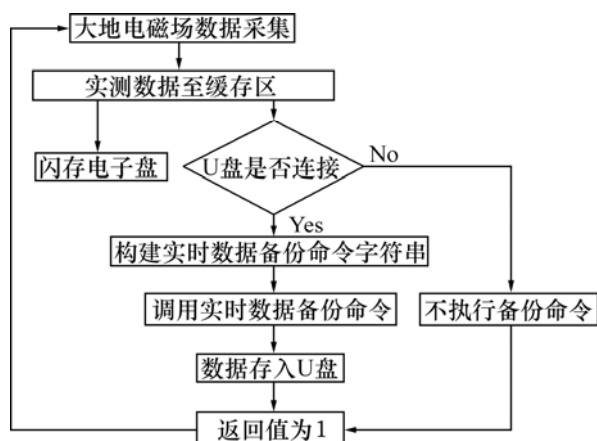 大地电磁场数据采集
实测数据至缓存区
闪存电子盘
U盘是否连接
No
Yes
构建实时数据备份命令字符串
调用实时数据备份命令
不执行备份命令
数据存入U盘
返回值为1